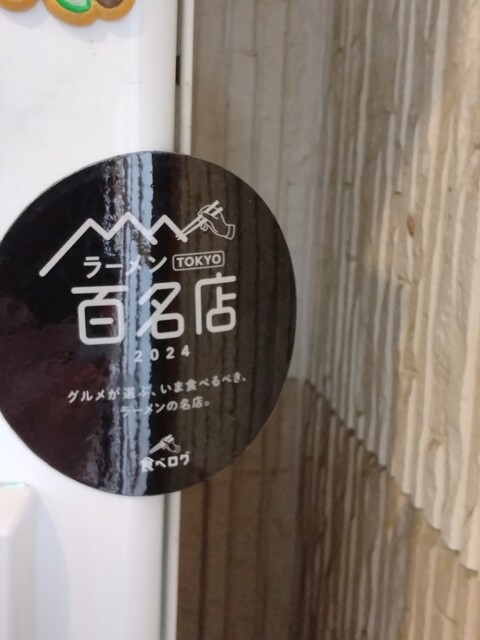 ラーメン TOKYO
百名店
2024
グルメが選ぶ、いま食べるべき、
ラーメンの名店。
食べログ